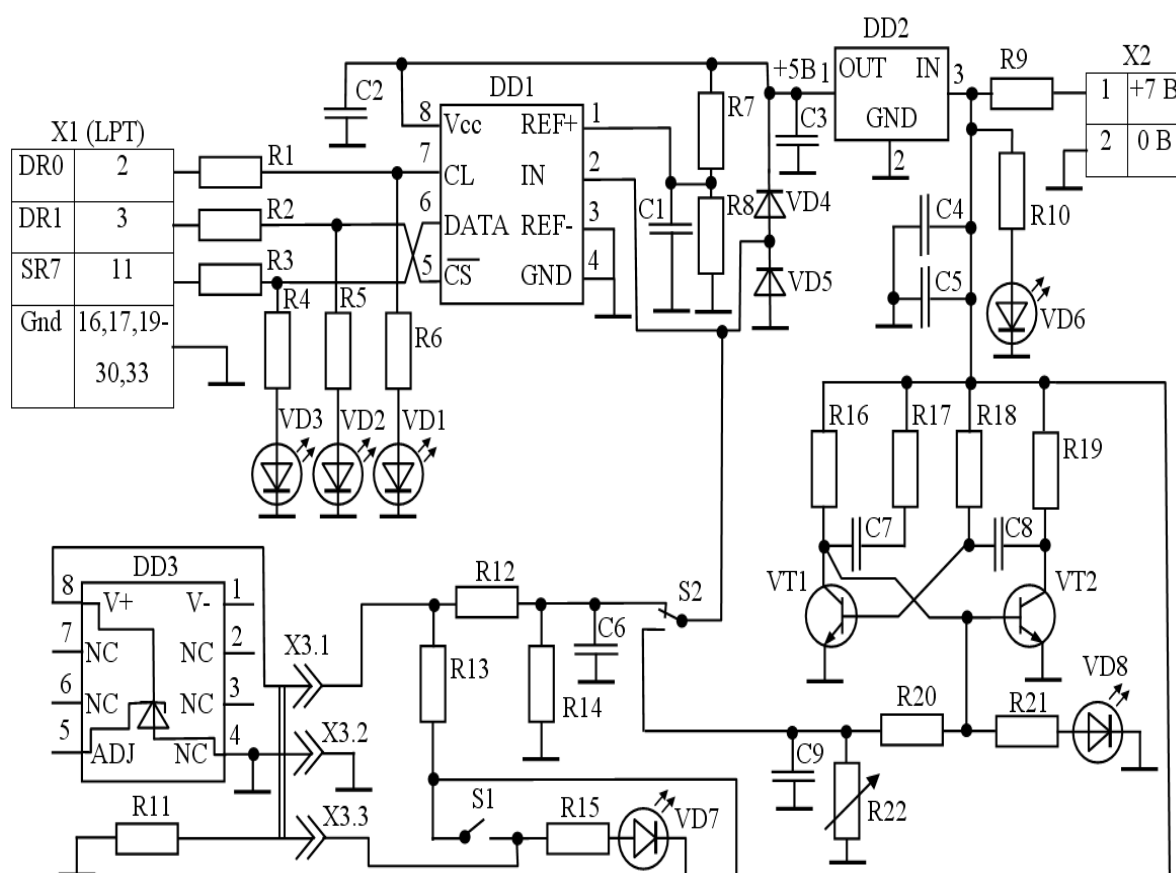 DD2
+5В 1 OUT IN 3
GND
2
R9
X2
1 +7 В
2 0 В
C2
DD1
8 Vcc REF+ 1
7 CL IN 2
6 DATA REF- 3
5 CS GND 4
R7
C3
X1 (LPT)
DR0 2
DR1 3
SR7 11
Gnd 16,17,19-
30,33
R1
R2
R3
R4
R5
R6
C1
R8
VD4
VD5
C4
C5
R10
VD6
VD3
VD2
VD1
R16
R17
R18
R19
C7
C8
VT1
VT2
DD3
8 V+ V- 1
7 NC NC 2
6 NC NC 3
5 ADJ NC 4
X3.1
X3.2
X3.3
R11
R12
R13
R14
C6
S2
S1
R15
VD7
C9
R20
R21
R22
VD8